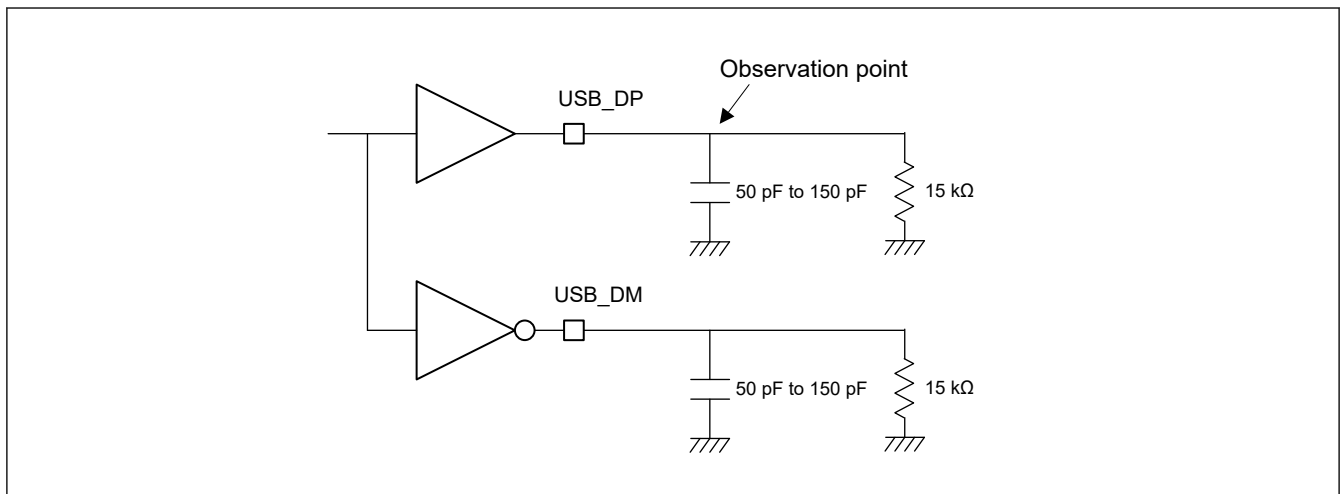 Observation point
USB_DP
50 pF to 150 pF
15 kΩ
USB_DM
50 pF to 150 pF
15 kΩ